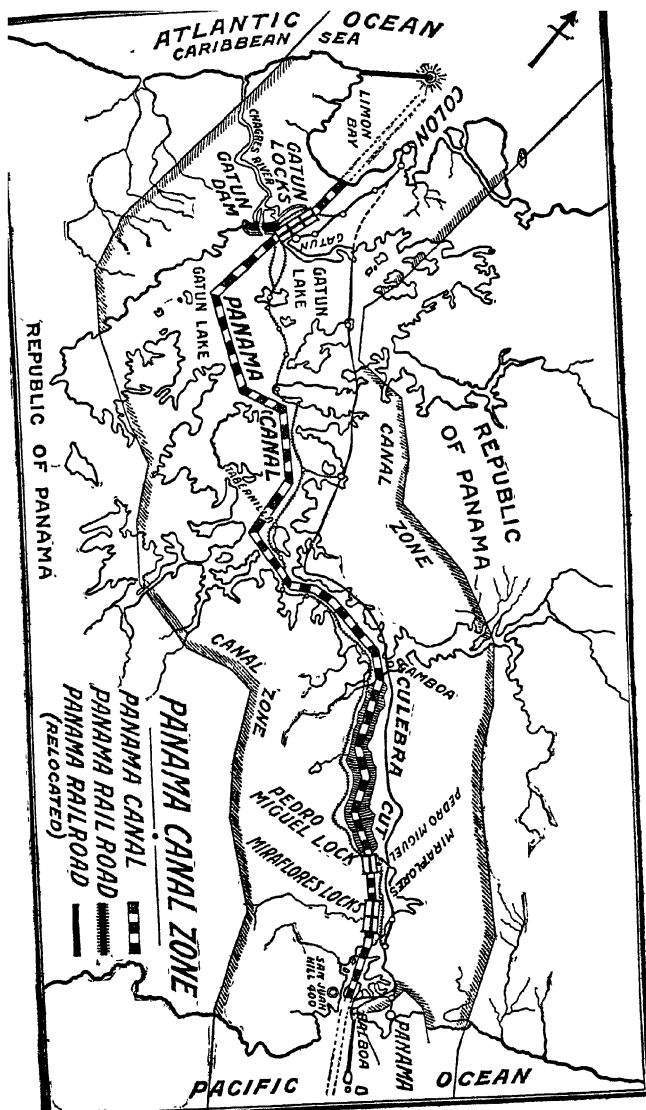 ATLANTIC OCEAN
CARIBBEAN SEA
LIMON BAY
COLON
CHAGRES RIVER
GATUN LOCKS
GATUN DAM
GATUN
GATUN LAKE
GATUN LAKE
PANAMA CANAL
REPUBLIC OF PANAMA
REPUBLIC OF PANAMA
CANAL ZONE
CANAL ZONE
GAMBOA
CULEBRA CUT
PEDRO MIGUEL
MIRAFLORES
PEDRO MIGUEL LOCK
MIRAFLORES LOCKS
SAN JUAN
HILL 400
BALBOA
PANAMA
PACIFIC OCEAN
PANAMA CANAL ZONE
PANAMA CANAL
PANAMA RAILROAD
PANAMA RAILROAD
(RELOCATED)